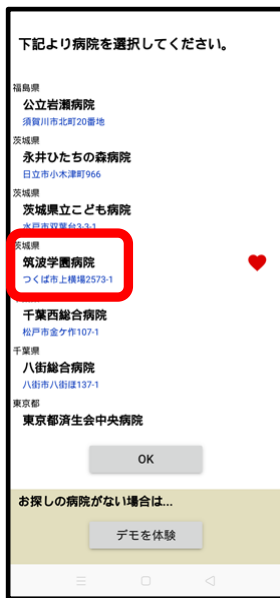 下記より病院を選択してください。
福島県
公立岩瀬病院
須賀川市北町20番地
茨城県
永井ひたちの森病院
日立市小木津町966
茨城県
茨城県立こども病院
水戸市双葉台3-3-1
茨城県
筑波学園病院
つくば市上横場2573-1
千葉西総合病院
松戸市金ケ作107-1
千葉県
八街総合病院
八街市八街ほ137-1
東京都
東京都済生会中央病院
OK
お探しの病院がない場合は...
デモを体験